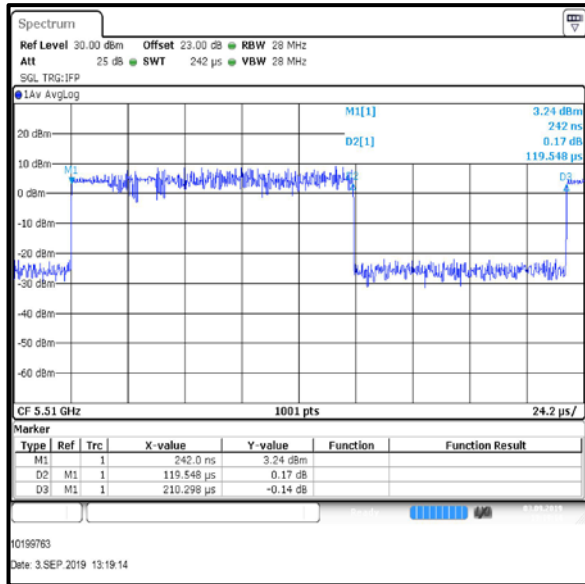 Spectrum
Ref Level 30.00 dBm Offset 23.00 dB RBW 28 MHz
Att 25 dB SWT 242 µs VBW 28 MHz
SGL TRG:IFP
1Av AvgLog
M1[1] 3.24 dBm
242 ns
D2[1] 0.17 dB
119.548 µs
20 dBm
10 dBm
M1
D3
0 dBm
-10 dBm
-20 dBm
-30 dBm
-40 dBm
-50 dBm
-60 dBm
CF 5.51 GHz 1001 pts 24.2 µs/
Marker
Type Ref Trc X-value Y-value Function Function Result
M1 1 242.0 ns 3.24 dBm
D2 M1 1 119.548 µs 0.17 dB
D3 M1 1 210.298 µs -0.14 dB
10199763
Date: 3.SEP.2019 13:19:14